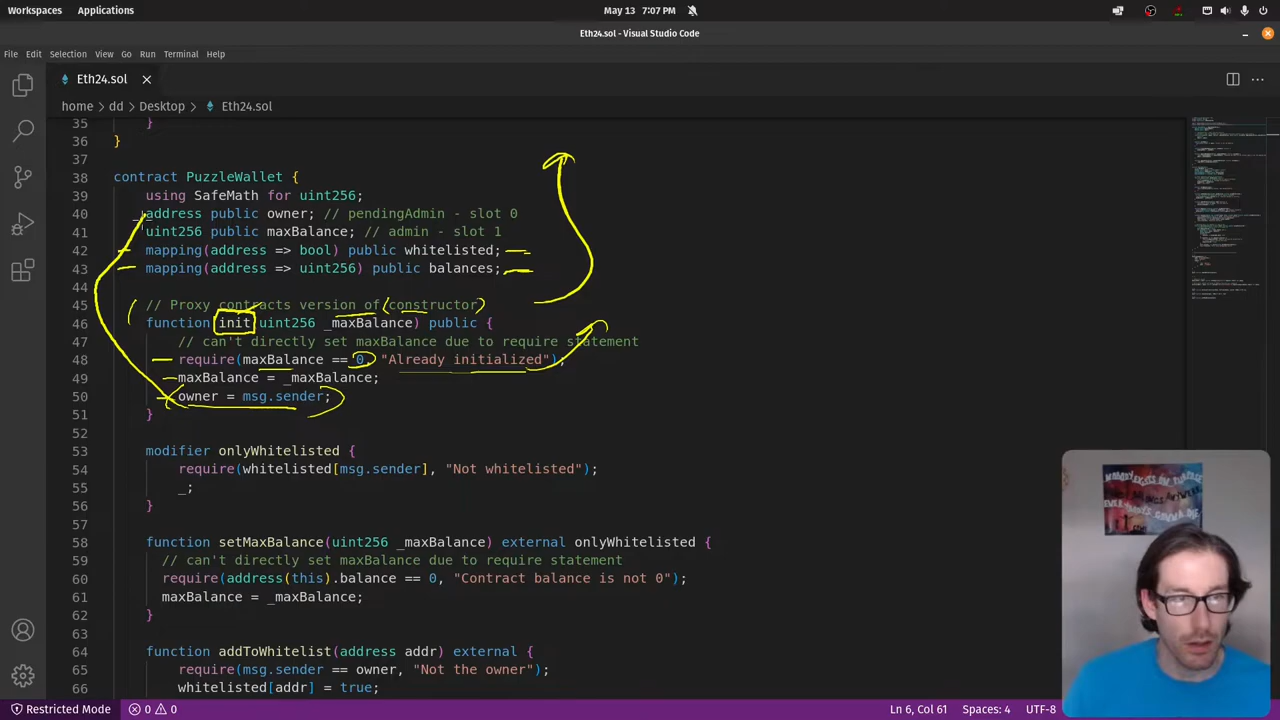 Workspaces
Applications
May 13 7:07 PM
Eth24.sol - Visual Studio Code
File Edit Selection View Go Run Terminal Help
Eth24.sol
home > dd > Desktop > Eth24.sol
35 }
36 }
37
38 contract PuzzleWallet {
39 using SafeMath for uint256;
40 address public owner; // pendingAdmin - slot 0
41 uint256 public maxBalance; // admin - slot 1
42 mapping(address => bool) public whitelisted;
43 mapping(address => uint256) public balances;
44
45 // Proxy contracts version of (constructor)
46 function init(uint256 _maxBalance) public {
47 // can't directly set maxBalance due to require statement
48 require(maxBalance == 0, "Already initialized");
49 maxBalance = _maxBalance;
50 owner = msg.sender;
51 }
52
53 modifier onlyWhitelisted {
54 require(whitelisted[msg.sender], "Not whitelisted");
55 _;
56 }
57
58 function setMaxBalance(uint256 _maxBalance) external onlyWhitelisted {
59 // can't directly set maxBalance due to require statement
60 require(address(this).balance == 0, "Contract balance is not 0");
61 maxBalance = _maxBalance;
62 }
63
64 function addToWhitelist(address addr) external {
65 require(msg.sender == owner, "Not the owner");
66 whitelisted[addr] = true;
Restricted Mode 0 0
Ln 6, Col 61 Spaces: 4 UTF-8